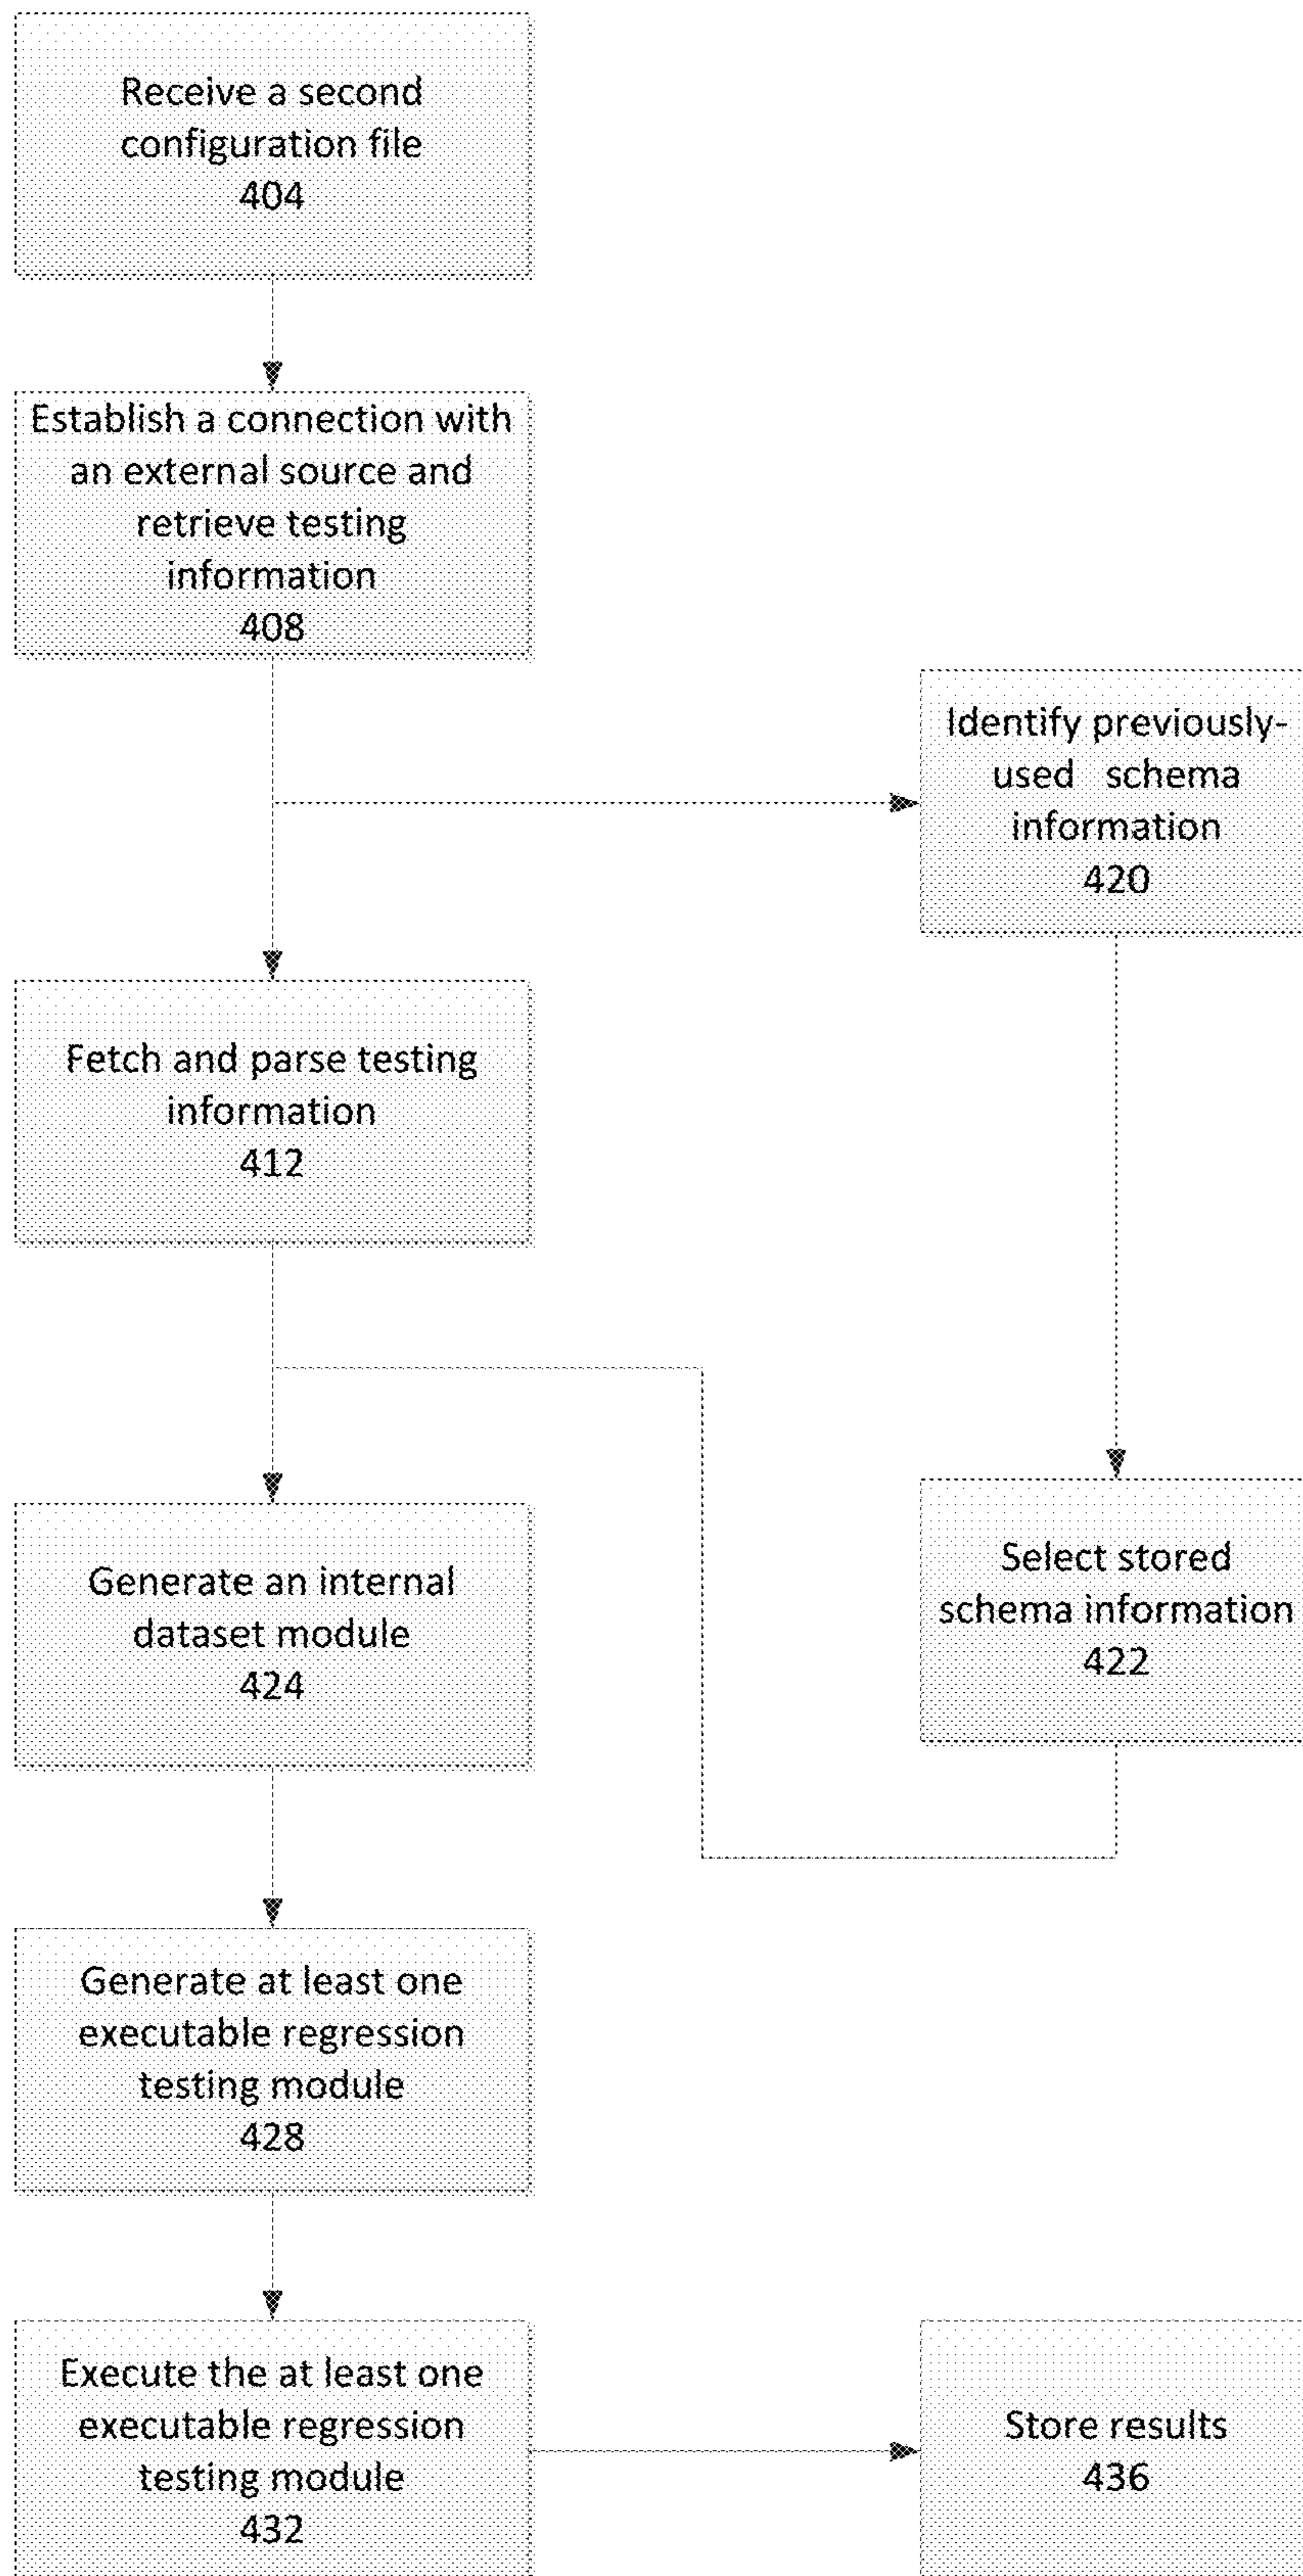 Receive a second
configuration file
404
Establish a connection with
an external source and
retrieve testing
information
408
Identify previously-
used schema
information
420
Fetch and parse testing
information
412
Generate an internal
dataset module
424
Select stored
schema information
422
Generate at least one
executable regression
testing module
428
Execute the at least one
executable regression
testing module
432
Store results
436